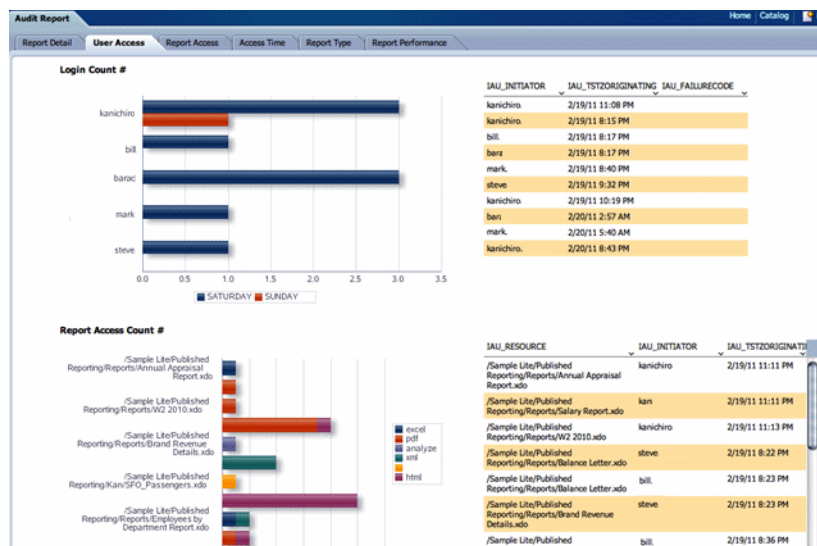 Audit Report
Home Catalog
Report Detail User Access Report Access Access Time Report Type Report Performance
Login Count #
kanichiro
bill
barac
mark
steve
0.0 0.5 1.0 1.5 2.0 2.5 3.0 3.5
SATURDAY SUNDAY
IAU_INITIATOR IAU_TSTZORIGINATING IAU_FAILURECODE
kanichiro. 2/19/11 11:08 PM
kanichiro. 2/19/11 8:15 PM
bill. 2/19/11 8:17 PM
bara 2/19/11 8:17 PM
mark. 2/19/11 8:40 PM
steve 2/19/11 9:32 PM
kanichiro. 2/19/11 10:19 PM
bara 2/20/11 2:57 AM
mark. 2/20/11 5:40 AM
kanichiro. 2/20/11 8:43 PM
Report Access Count #
/Sample Lite/Published
Reporting/Reports/Annual Appraisal
Report.xdo
/Sample Lite/Published
Reporting/Reports/W2 2010.xdo
/Sample Lite/Published
Reporting/Reports/Brand Revenue
Details.xdo
/Sample Lite/Published
Reporting/Kan/SFO_Passengers.xdo
/Sample Lite/Published
Reporting/Reports/Employees by
Department Report.xdo
excel
pdf
analyze
xml
html
IAU_RESOURCE IAU_INITIATOR IAU_TSTZORIGINATI
/Sample Lite/Published kanichiro 2/19/11 11:11 PM
Reporting/Reports/Annual Appraisal
Report.xdo
/Sample Lite/Published kan 2/19/11 11:11 PM
Reporting/Reports/Salary Report.xdo
/Sample Lite/Published kanichiro 2/19/11 11:13 PM
Reporting/Reports/W2 2010.xdo
/Sample Lite/Published steve 2/19/11 8:22 PM
Reporting/Reports/Balance Letter.xdo
/Sample Lite/Published bill. 2/19/11 8:23 PM
Reporting/Reports/Balance Letter.xdo
/Sample Lite/Published steve 2/19/11 8:23 PM
Reporting/Reports/Brand Revenue
Details.xdo
/Sample Lite/Published bill. 2/19/11 8:36 PM